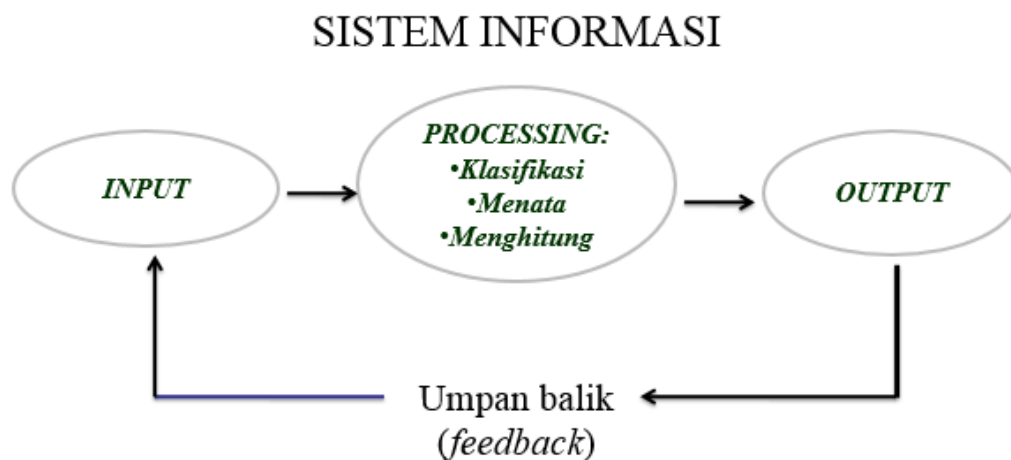 SISTEM INFORMASI
INPUT
PROCESSING:
•Klasifikasi
•Menata
•Menghitung
OUTPUT
Umpan balik
(feedback)